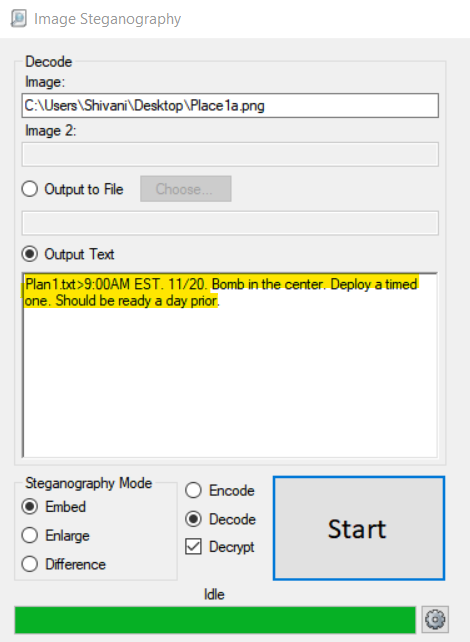 Image Steganography
Decode
Image:
C:\Users\Shivani\Desktop\Place1a.png
Image 2:
Output to File
Choose...
Output Text
Plan1.txt>9:00AM EST. 11/20. Bomb in the center. Deploy a timed
one. Should be ready a day prior.
Steganography Mode
Embed
Enlarge
Difference
Encode
Decode
Decrypt
Start
Idle